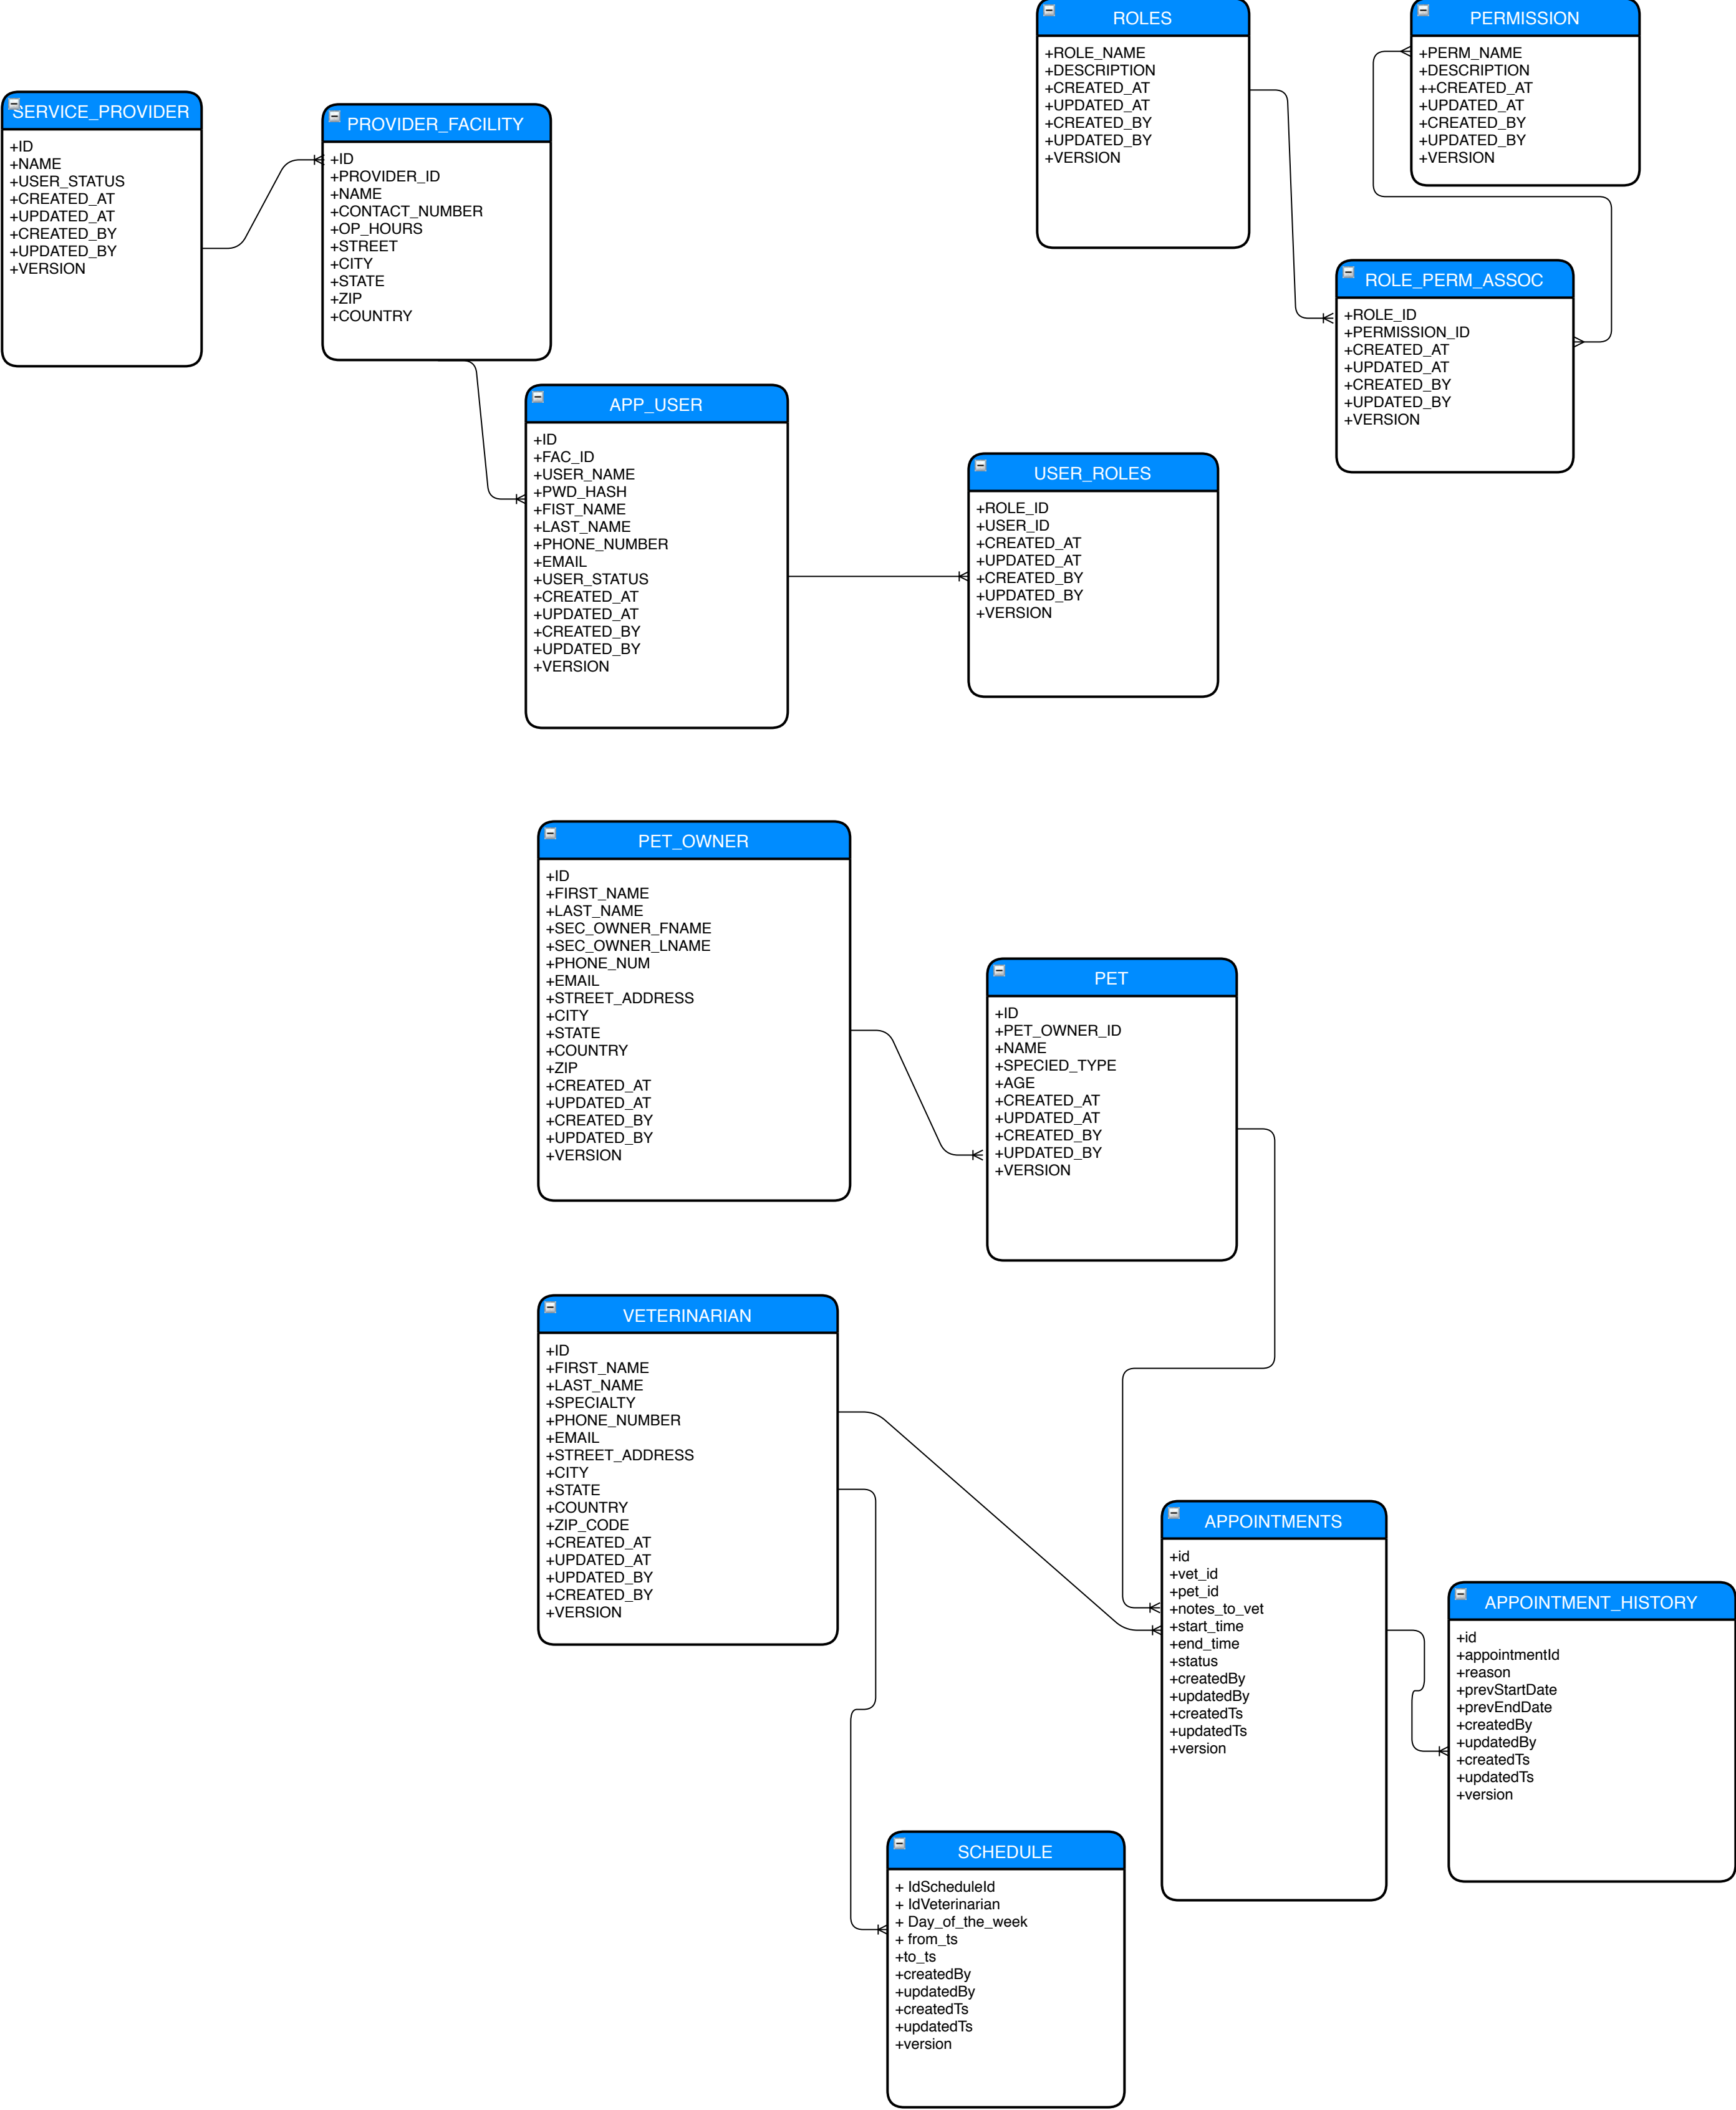 ROLES
+ROLE_NAME
+DESCRIPTION
+CREATED_AT
+UPDATED_AT
+CREATED_BY
+UPDATED_BY
+VERSION
PERMISSION
+PERM_NAME
+DESCRIPTION
++CREATED_AT
+UPDATED_AT
+CREATED_BY
+UPDATED_BY
+VERSION
SERVICE_PROVIDER
+ID
+NAME
+USER_STATUS
+CREATED_AT
+UPDATED_AT
+CREATED_BY
+UPDATED_BY
+VERSION
PROVIDER_FACILITY
+ID
+PROVIDER_ID
+NAME
+CONTACT_NUMBER
+OP_HOURS
+STREET
+CITY
+STATE
+ZIP
+COUNTRY
ROLE_PERM_ASSOC
+ROLE_ID
+PERMISSION_ID
+CREATED_AT
+UPDATED_AT
+CREATED_BY
+UPDATED_BY
+VERSION
APP_USER
+ID
+FAC_ID
+USER_NAME
+PWD_HASH
+FIST_NAME
+LAST_NAME
+PHONE_NUMBER
+EMAIL
+USER_STATUS
+CREATED_AT
+UPDATED_AT
+CREATED_BY
+UPDATED_BY
+VERSION
USER_ROLES
+ROLE_ID
+USER_ID
+CREATED_AT
+UPDATED_AT
+CREATED_BY
+UPDATED_BY
+VERSION
PET_OWNER
+ID
+FIRST_NAME
+LAST_NAME
+SEC_OWNER_FNAME
+SEC_OWNER_LNAME
+PHONE_NUM
+EMAIL
+STREET_ADDRESS
+CITY
+STATE
+COUNTRY
+ZIP
+CREATED_AT
+UPDATED_AT
+CREATED_BY
+UPDATED_BY
+VERSION
PET
+ID
+PET_OWNER_ID
+NAME
+SPECIED_TYPE
+AGE
+CREATED_AT
+UPDATED_AT
+CREATED_BY
+UPDATED_BY
+VERSION
VETERINARIAN
+ID
+FIRST_NAME
+LAST_NAME
+SPECIALTY
+PHONE_NUMBER
+EMAIL
+STREET_ADDRESS
+CITY
+STATE
+COUNTRY
+ZIP_CODE
+CREATED_AT
+UPDATED_AT
+UPDATED_BY
+CREATED_BY
+VERSION
APPOINTMENTS
+id
+vet_id
+pet_id
+notes_to_vet
+start_time
+end_time
+status
+createdBy
+updatedBy
+createdTs
+updatedTs
+version
APPOINTMENT_HISTORY
+id
+appointmentId
+reason
+prevStartDate
+prevEndDate
+createdBy
+updatedBy
+createdTs
+updatedTs
+version
SCHEDULE
+ IdScheduleId
+ IdVeterinarian
+ Day_of_the_week
+ from_ts
+to_ts
+createdBy
+updatedBy
+createdTs
+updatedTs
+version